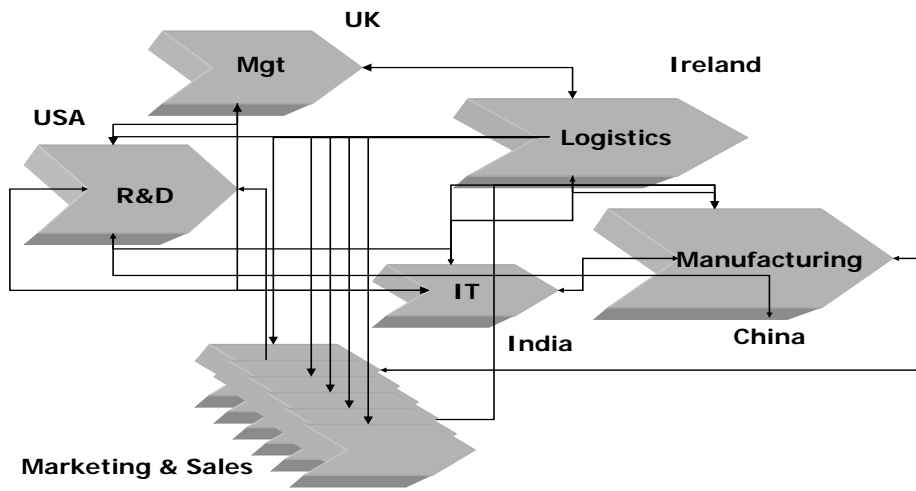 UK
Mgt
Ireland
USA
Logistics
R&D
Manufacturing
IT
China
India
Marketing & Sales